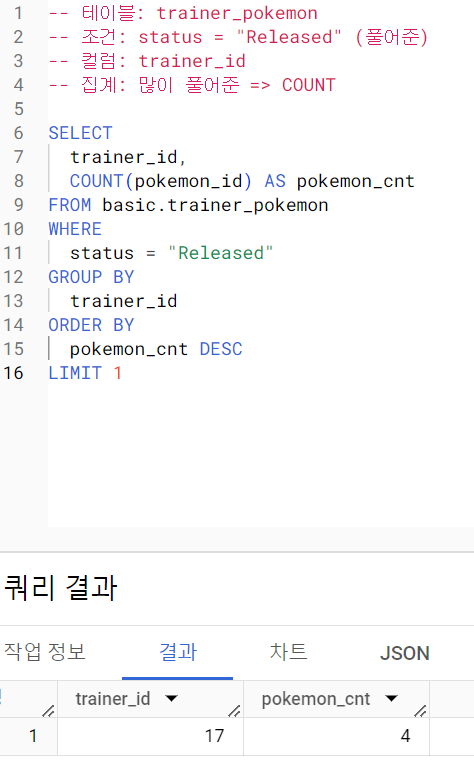 1 -- 테이블: trainer_pokemon
2 -- 조건: status = "Released" (풀어준)
3 -- 컬럼: trainer_id
4 -- 집계: 많이 풀어준 => COUNT
5
6 SELECT
7 trainer_id,
8 COUNT(pokemon_id) AS pokemon_cnt
9 FROM basic.trainer_pokemon
10 WHERE
11 status = "Released"
12 GROUP BY
13 trainer_id
14 ORDER BY
15 pokemon_cnt DESC
16 LIMIT 1
쿼리 결과
작업 정보 결과 차트 JSON
trainer_id pokemon_cnt
1 17 4